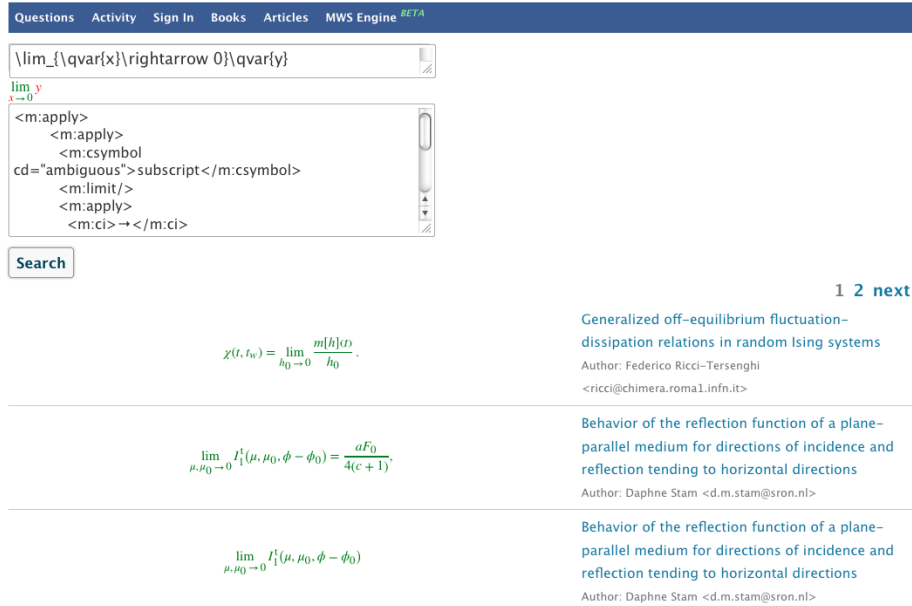 Questions Activity Sign In Books Articles MWS Engine BETA
\lim_{\qvar{x}\rightarrow 0}\qvar{y}
lim y
x→0
<m:apply>
<m:apply>
<m:csymbol
cd="ambiguous">subscript</m:csymbol>
<m:limit/>
<m:apply>
<m:ci>→</m:ci>
Search
1 2 next
χ(t, t_w) = lim_{h_0→0} m[h](t)/h_0 .
Generalized off-equilibrium fluctuation-
dissipation relations in random Ising systems
Author: Federico Ricci-Tersenghi
<ricci@chimera.roma1.infn.it>
lim_{μ,μ_0→0} I_1^t(μ, μ_0, ϕ − ϕ_0) = aF_0/4(c + 1),
Behavior of the reflection function of a plane-
parallel medium for directions of incidence and
reflection tending to horizontal directions
Author: Daphne Stam <d.m.stam@sron.nl>
lim_{μ,μ_0→0} I_1^t(μ, μ_0, ϕ − ϕ_0)
Behavior of the reflection function of a plane-
parallel medium for directions of incidence and
reflection tending to horizontal directions
Author: Daphne Stam <d.m.stam@sron.nl>